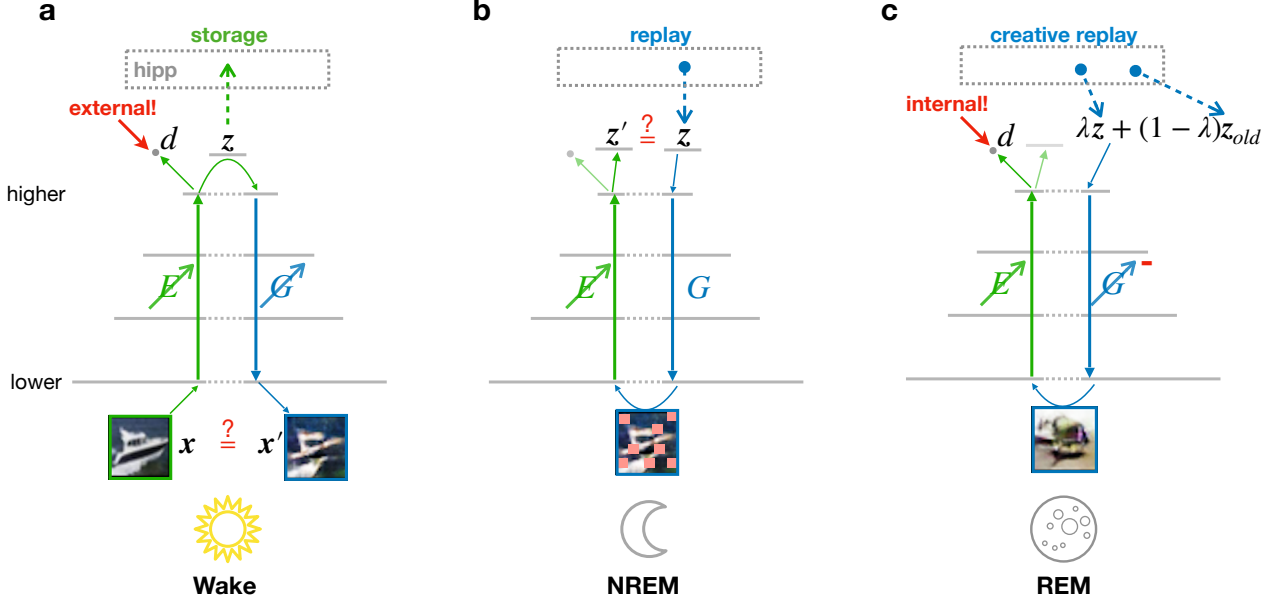 a
storage
hipp
external!
d
z
higher
E
G
lower
x
?
=
x′
Wake
b
replay
z′ ≟ z
E
G
NREM
c
creative replay
internal!
d
λz + (1 − λ)z_old
E
G
-
REM